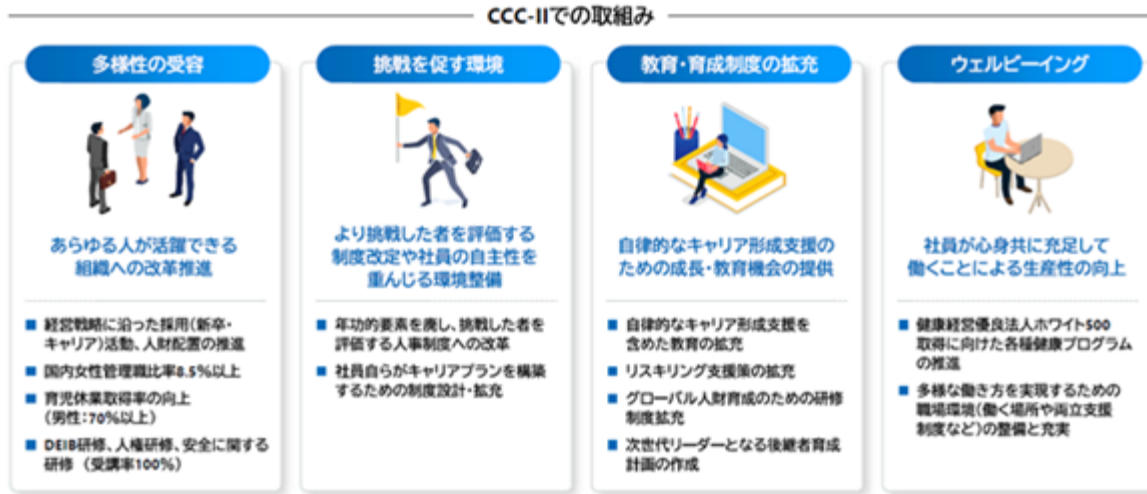 CCC-IIでの取組み
多様性の受容
あらゆる人が活躍できる
組織への改革推進
■ 経営戦略に沿った採用(新卒・
キャリア)活動、人財配置の推進
■ 国内女性管理職比率8.5%以上
■ 育児休業取得率の向上
(男性:70%以上)
■ DEIB研修、人権研修、安全に関する
研修 (受講率100%)
挑戦を促す環境
より挑戦した者を評価する
制度改定や社員の自主性を
重んじる環境整備
■ 年功的要素を廃し、挑戦した者を
評価する人事制度への改革
■ 社員自らがキャリアプランを構築
するための制度設計・拡充
教育・育成制度の拡充
自律的なキャリア形成支援の
ための成長・教育機会の提供
■ 自律的なキャリア形成支援を
含めた教育の拡充
■ リスキリング支援策の拡充
■ グローバル人財育成のための研修
制度拡充
■ 次世代リーダーとなる後継者育成
計画の作成
ウェルビーイング
社員が心身共に充足して
働くことによる生産性の向上
■ 健康経営優良法人ホワイト500
取得に向けた各種健康プログラム
の推進
■ 多様な働き方を実現するための
職場環境(働く場所や両立支援
制度など)の整備と充実